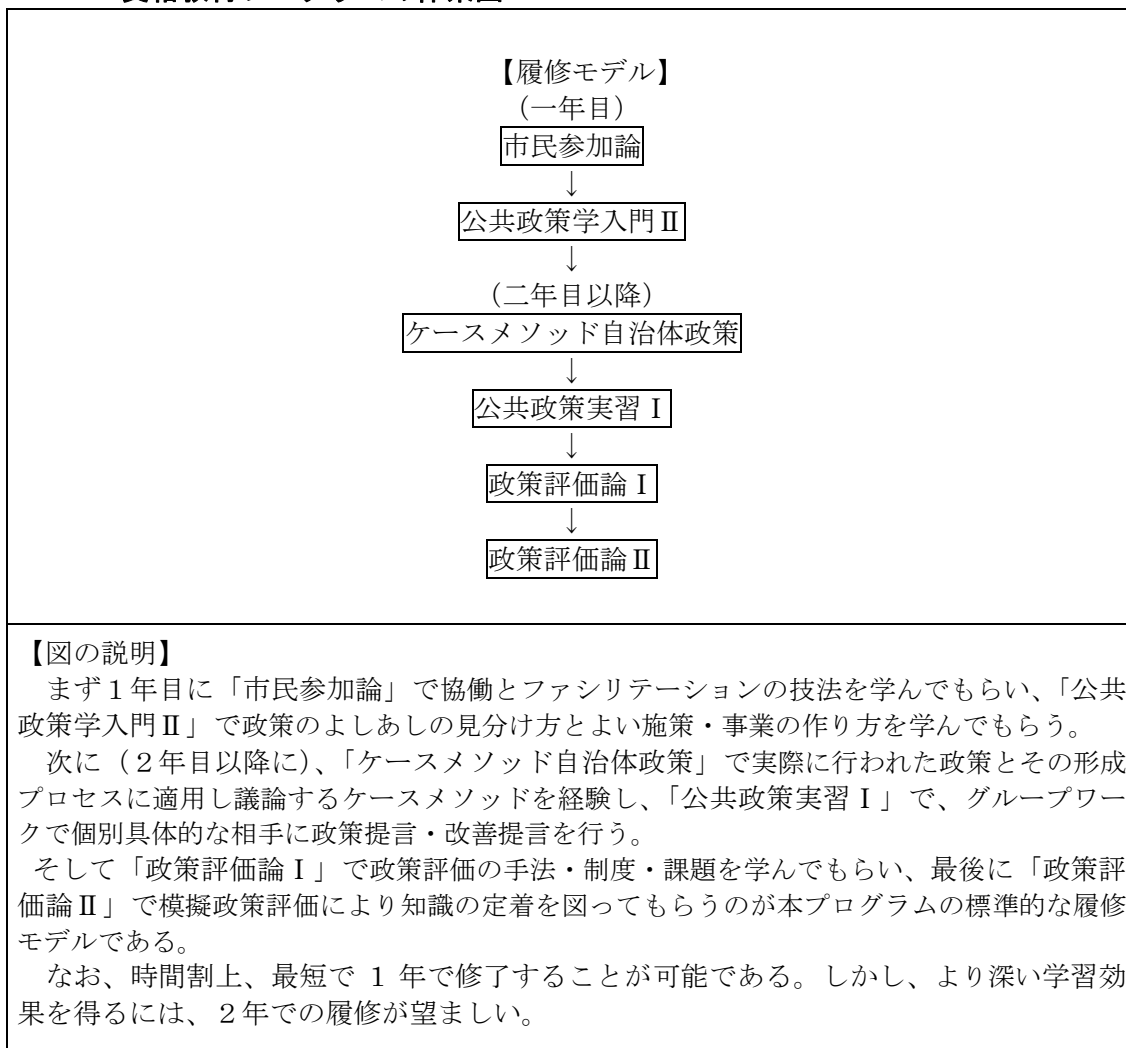 【履修モデル】
（一年目）
市民参加論
↓
公共政策学入門Ⅱ
↓
（二年目以降）
ケースメソッド自治体政策
↓
公共政策実習Ⅰ
↓
政策評価論Ⅰ
↓
政策評価論Ⅱ
【図の説明】
まず１年目に「市民参加論」で協働とファシリテーションの技法を学んでもらい、「公共
政策学入門Ⅱ」で政策のよしあしの見分け方とよい施策・事業の作り方を学んでもらう。
次に（２年目以降に）、「ケースメソッド自治体政策」で実際に行われた政策とその形成
プロセスに適用し議論するケースメソッドを経験し、「公共政策実習Ⅰ」で、グループワー
クで個別具体的な相手に政策提言・改善提言を行う。
そして「政策評価論Ⅰ」で政策評価の手法・制度・課題を学んでもらい、最後に「政策評
価論Ⅱ」で模擬政策評価により知識の定着を図ってもらうのが本プログラムの標準的な履修
モデルである。
なお、時間割上、最短で 1 年で修了することが可能である。しかし、より深い学習効
果を得るには、２年での履修が望ましい。